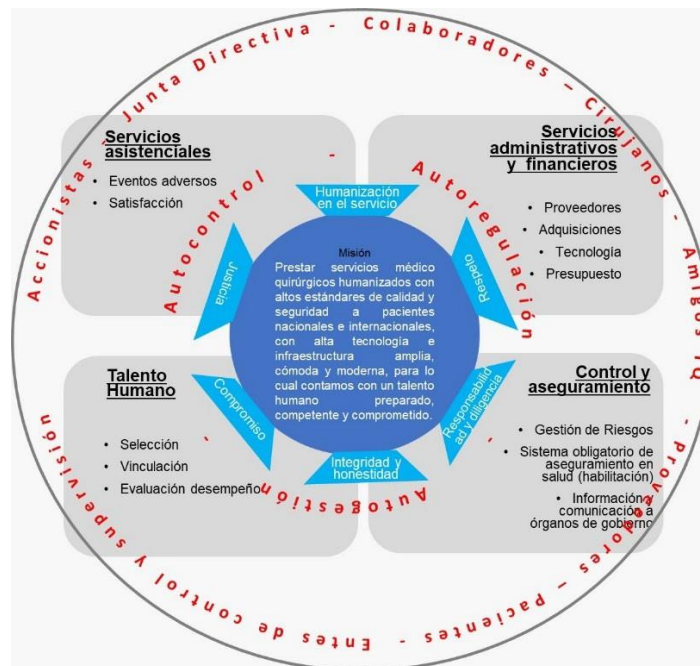 Accionistas - Junta Directiva - Colaboradores – Cirujanos - Amigos IQ - Proveedores – Pacientes - Entes de control y supervisión
Servicios
asistenciales
• Eventos adversos
• Satisfacción
Servicios
administrativos
y financieros
• Proveedores
• Adquisiciones
• Tecnología
• Presupuesto
Autocontrol - Autoregulación - Autogestión -
Humanización
en el servicio
Justicia
Respeto
Misión
Prestar servicios médico
quirúrgicos humanizados con
altos estándares de calidad y
seguridad a pacientes
nacionales e internacionales,
con alta tecnología e
infraestructura amplia,
cómoda y moderna, para lo
cual contamos con un talento
humano preparado,
competente y comprometido.
Compromiso
Responsabilid
ad y diligencia
Integridad y
honestidad
Talento
Humano
• Selección
• Vinculación
• Evaluación desempeño
Control y
aseguramiento
• Gestión de Riesgos
• Sistema obligatorio de
aseguramiento en
salud (habilitación)
• Información y
comunicación a
órganos de gobierno